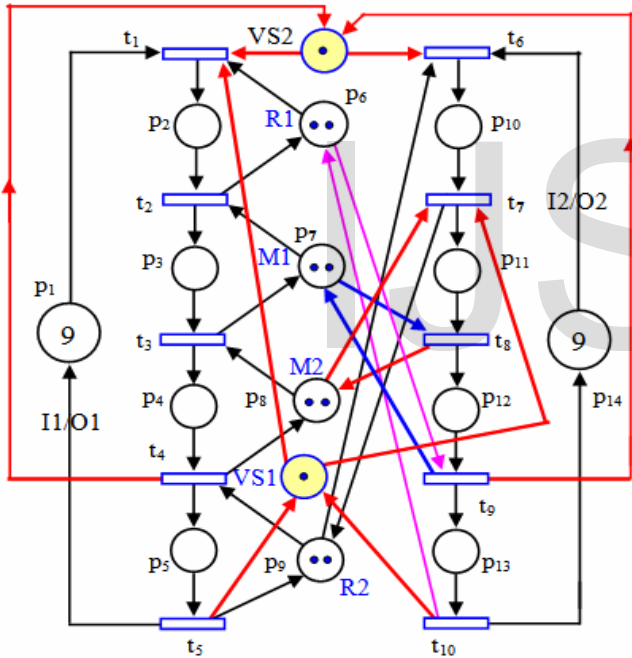 t1 VS2 t6
p6
p2 R1 p10
t2 t7 I2/O2
p7
p3 M1 p11
p1
9 t3 t8 9
M2
p4 p8 p12 p14
I1/O1
t4 VS1 t9
p5 p9 p13
R2
t5 t10
IJS